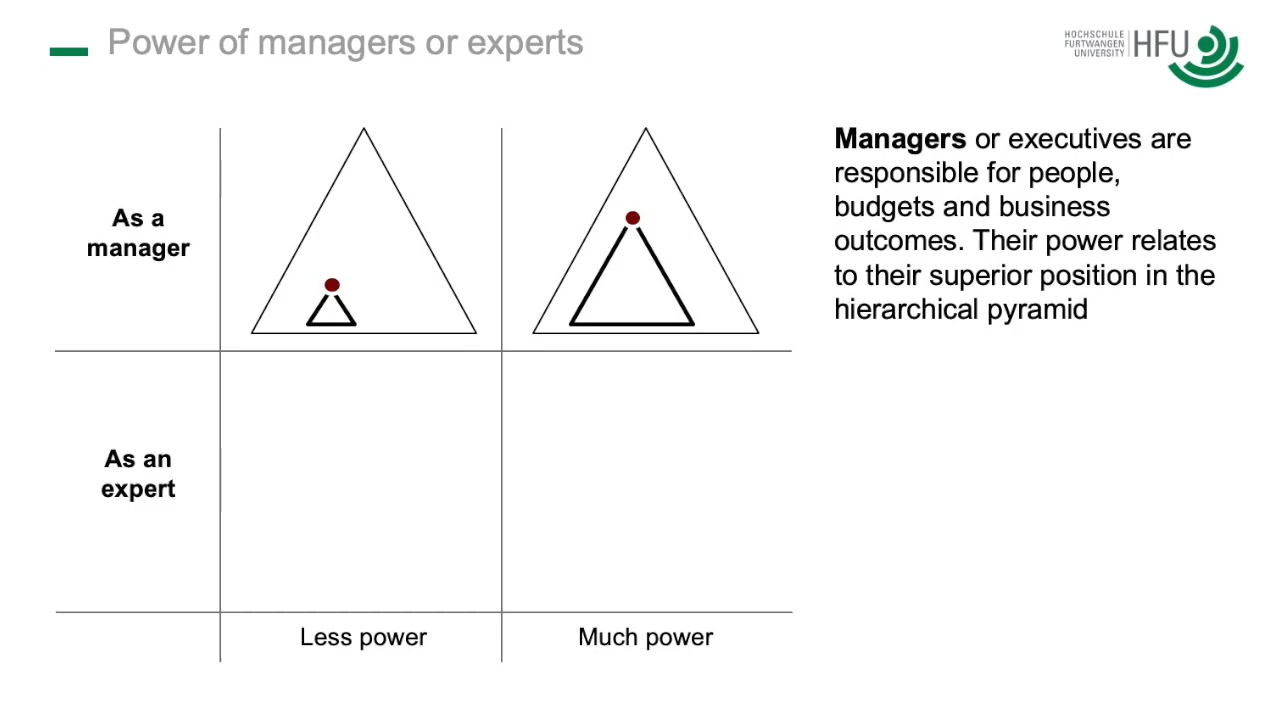 Power of managers or experts
HOCHSCHULE
FURTWANGEN
UNIVERSITY
HFU
As a
manager
Managers or executives are
responsible for people,
budgets and business
outcomes. Their power relates
to their superior position in the
hierarchical pyramid
As an
expert
Less power
Much power